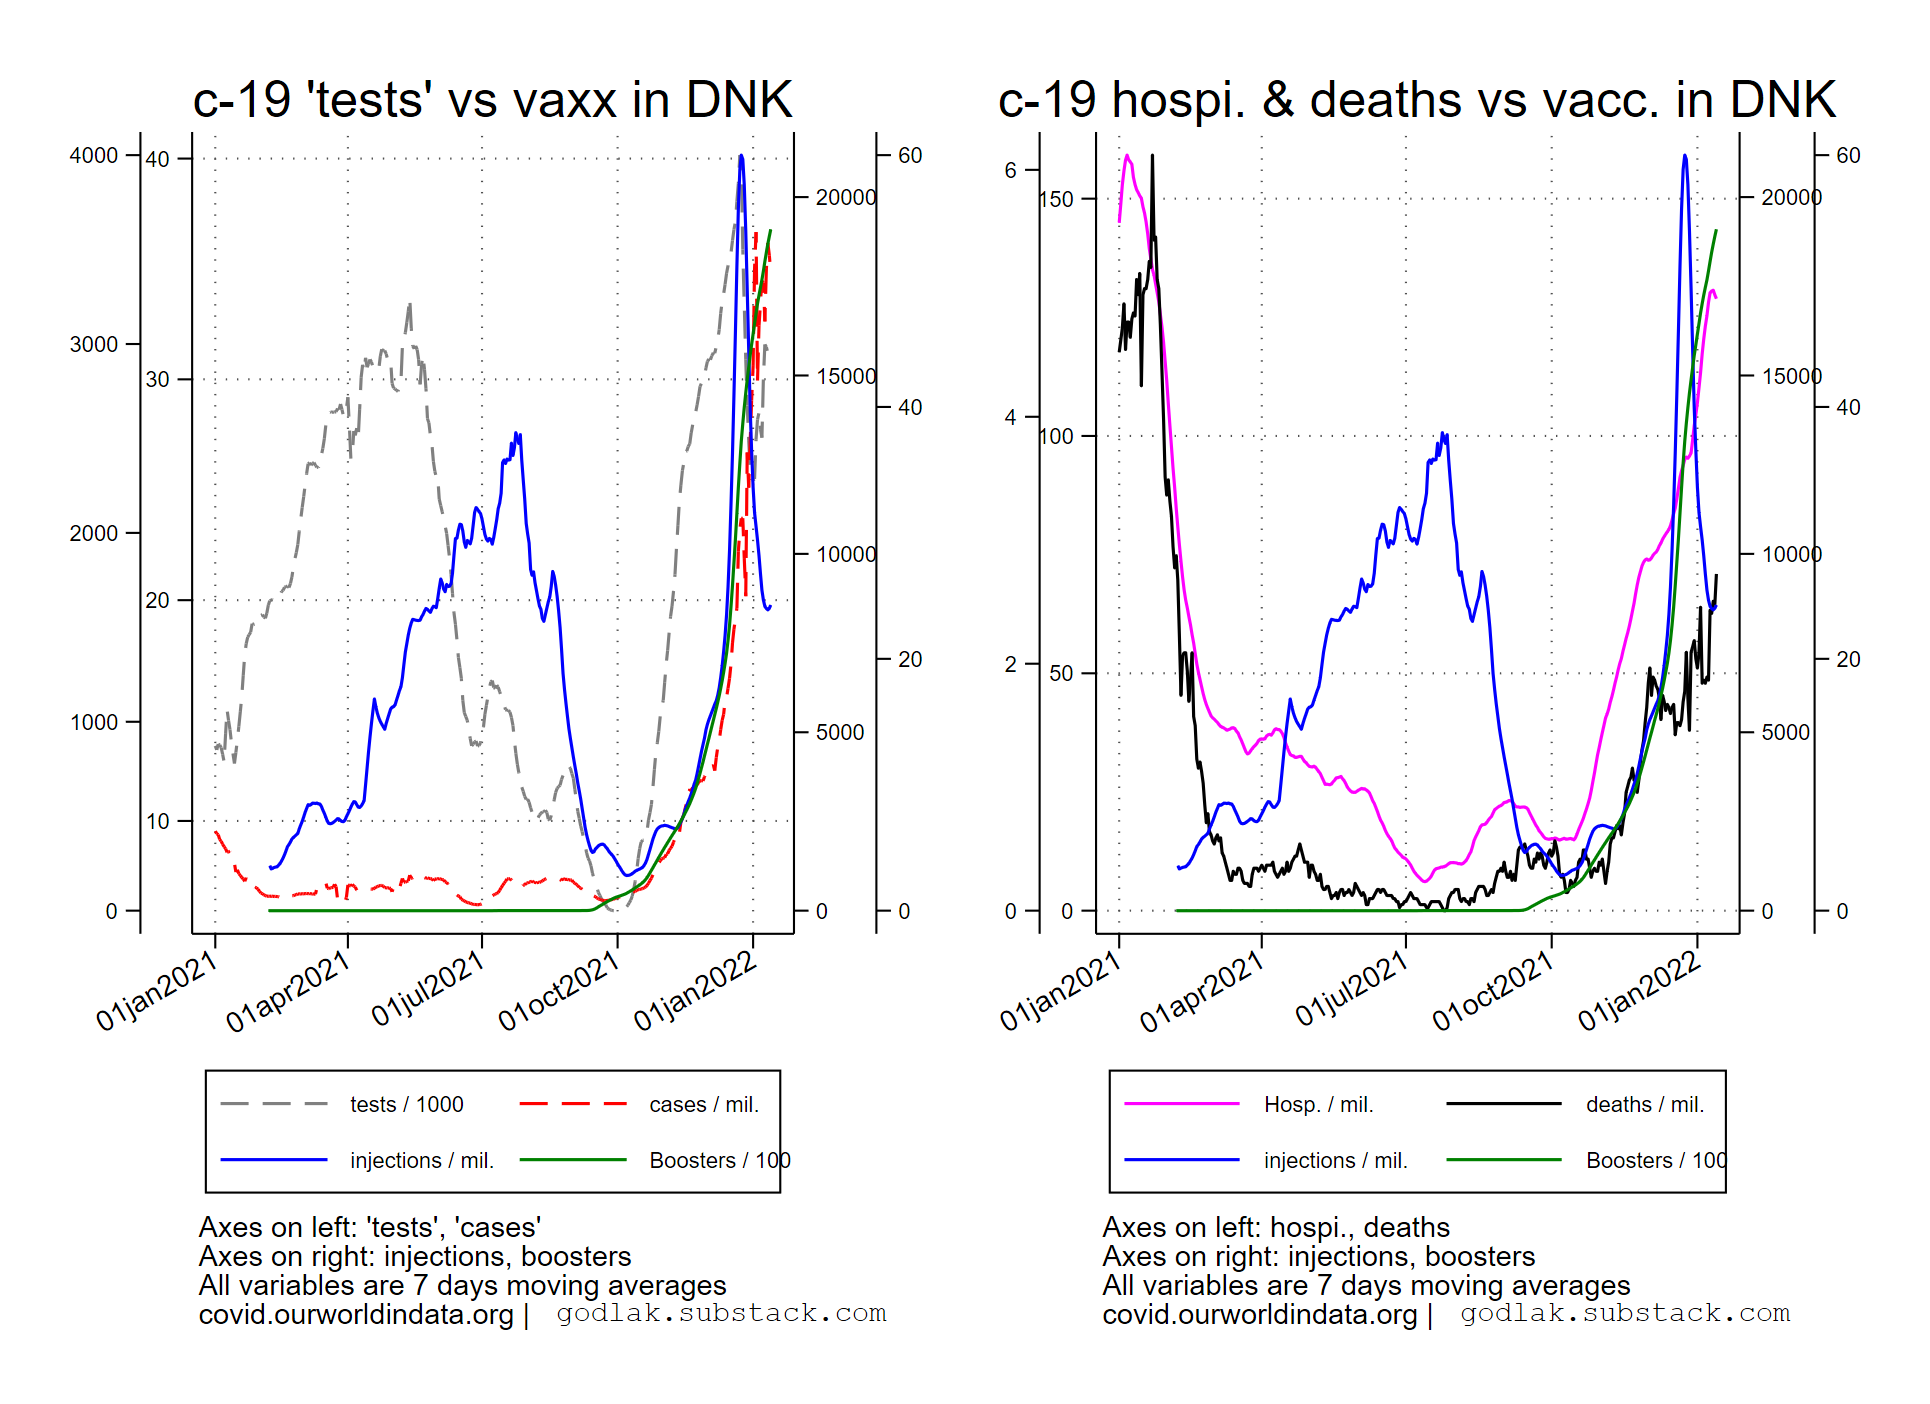 c-19 'tests' vs vaxx in DNK
4000
3000
2000
1000
0
40
30
20
10
20000
15000
10000
5000
0
60
40
20
0
01jan2021
01apr2021
01jul2021
01oct2021
01jan2022
tests / 1000
cases / mil.
injections / mil.
Boosters / 100
Axes on left: 'tests', 'cases'
Axes on right: injections, boosters
All variables are 7 days moving averages
covid.ourworldindata.org | godlak.substack.com
c-19 hospi. & deaths vs vacc. in DNK
6
4
2
0
150
100
50
0
20000
15000
10000
5000
0
60
40
20
0
01jan2021
01apr2021
01jul2021
01oct2021
01jan2022
Hosp. / mil.
deaths / mil.
injections / mil.
Boosters / 100
Axes on left: hospi., deaths
Axes on right: injections, boosters
All variables are 7 days moving averages
covid.ourworldindata.org | godlak.substack.com